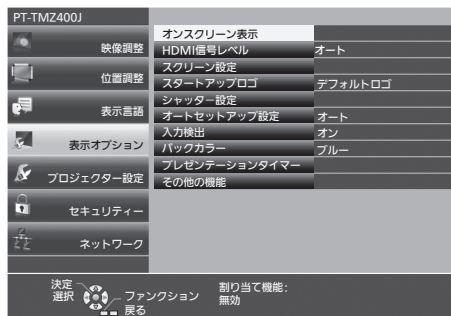 PT-TMZ400J
映像調整
位置調整
表示言語
表示オプション
プロジェクター設定
セキュリティー
ネットワーク
オンスクリーン表示
HDMI信号レベル オート
スクリーン設定
スタートアップロゴ デフォルトロゴ
シャッター設定
オートセットアップ設定 オート
入力検出 オン
バックカラー ブルー
プレゼンテーションタイマー
その他の機能
決定
選択
ファンクション
戻る
割り当て機能:
無効